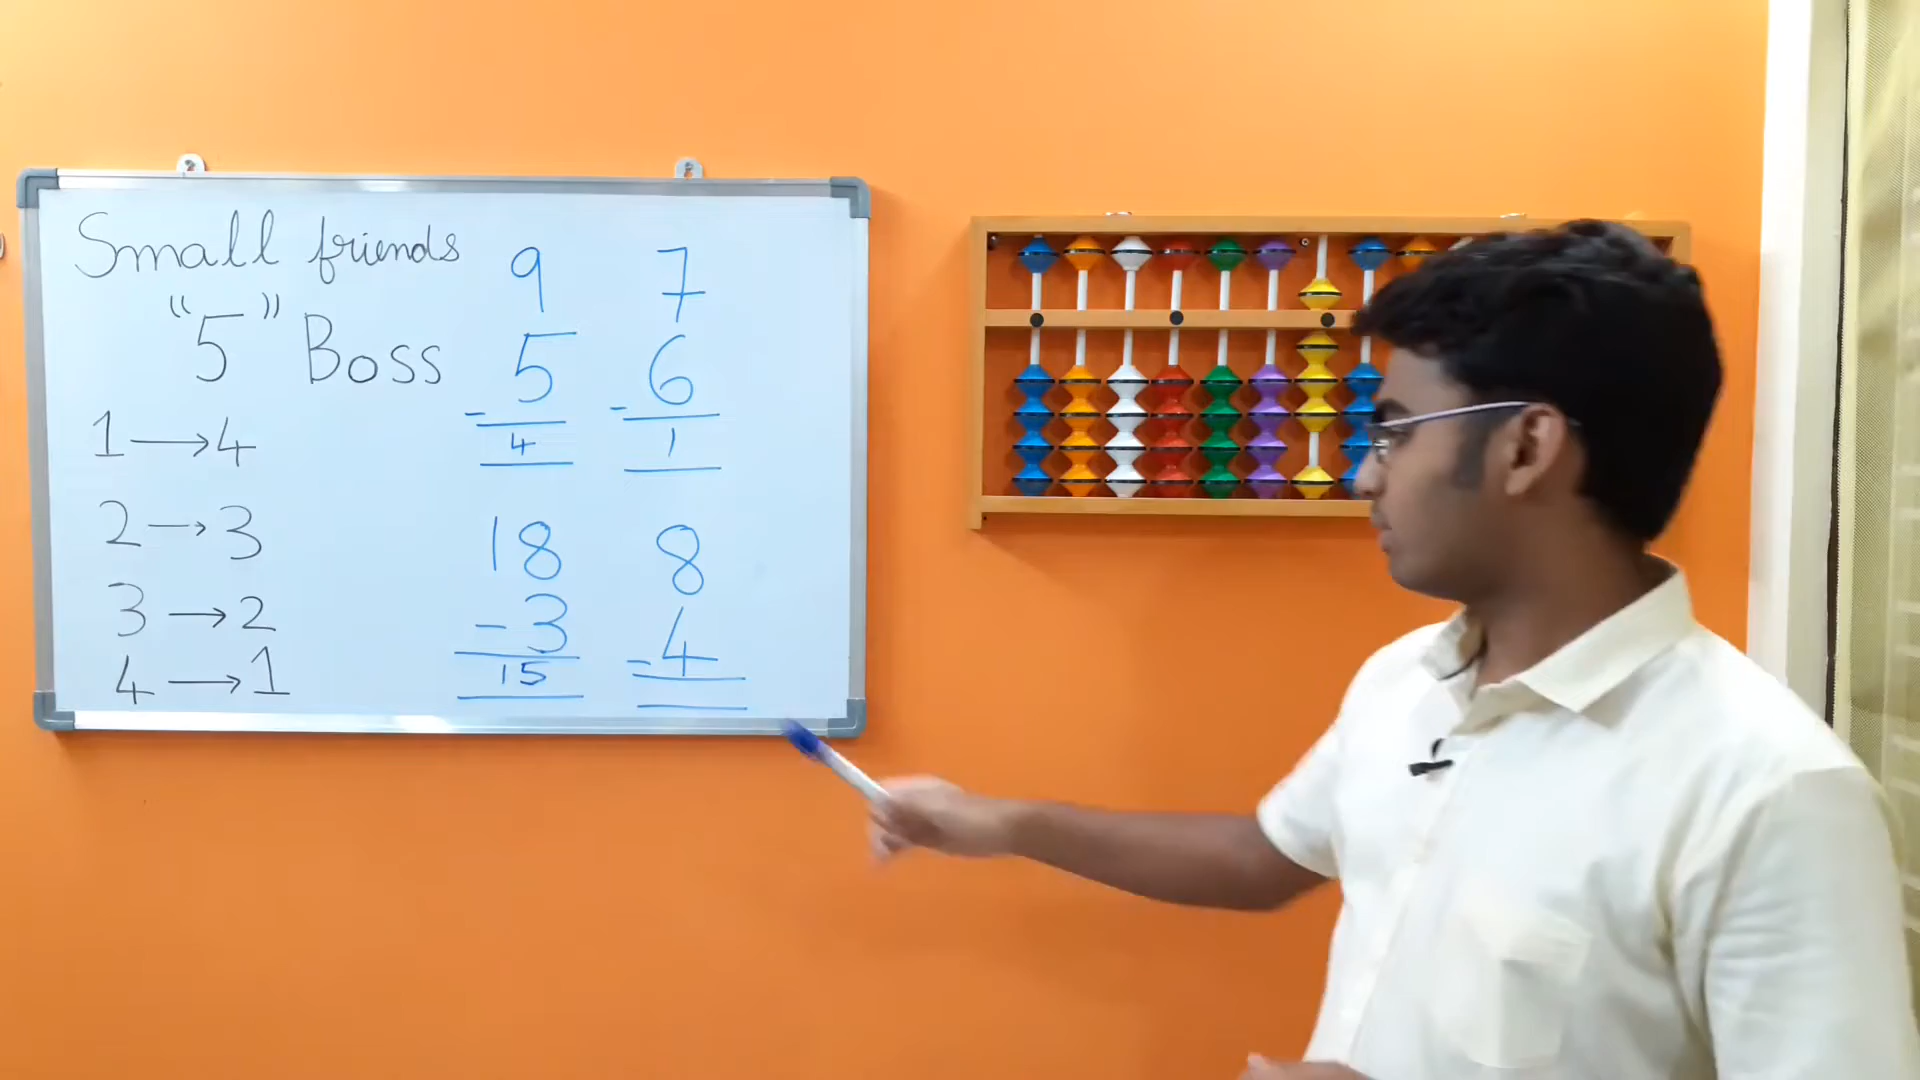 Small friends
"5" Boss
1 → 4
2 → 3
3 → 2
4 → 1
9
5
-
4
7
6
-
1
18
- 3
15
8
- 4